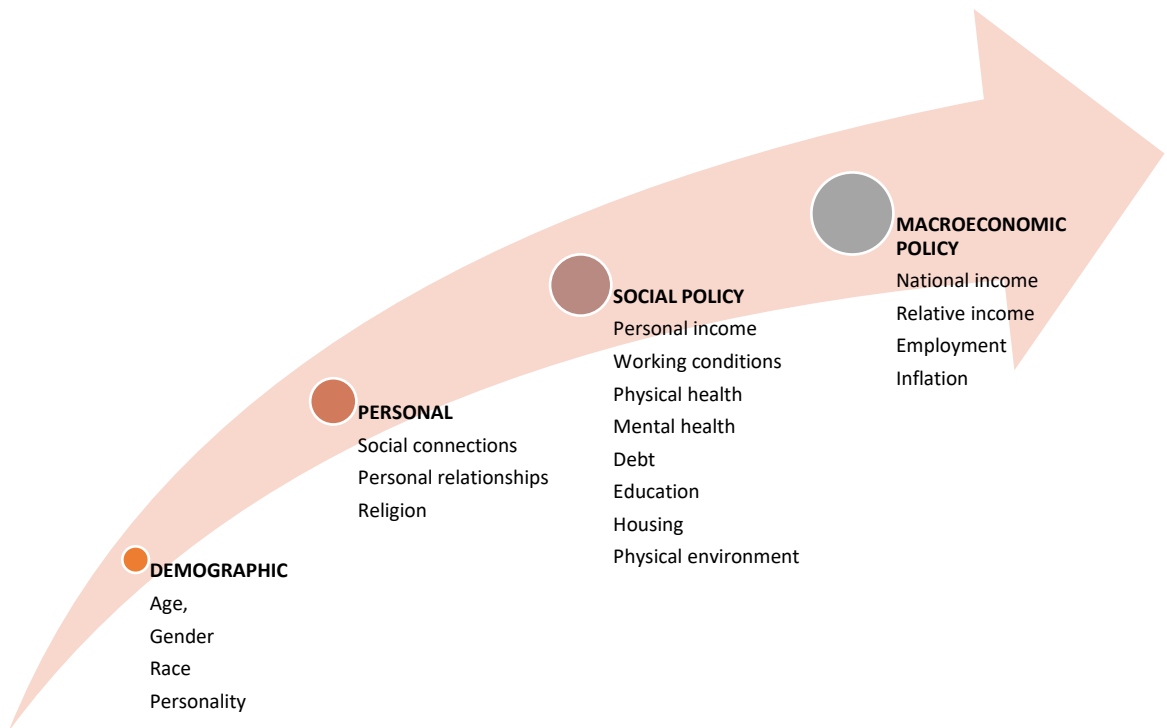 DEMOGRAPHIC
Age,
Gender
Race
Personality
PERSONAL
Social connections
Personal relationships
Religion
SOCIAL POLICY
Personal income
Working conditions
Physical health
Mental health
Debt
Education
Housing
Physical environment
MACROECONOMIC
POLICY
National income
Relative income
Employment
Inflation